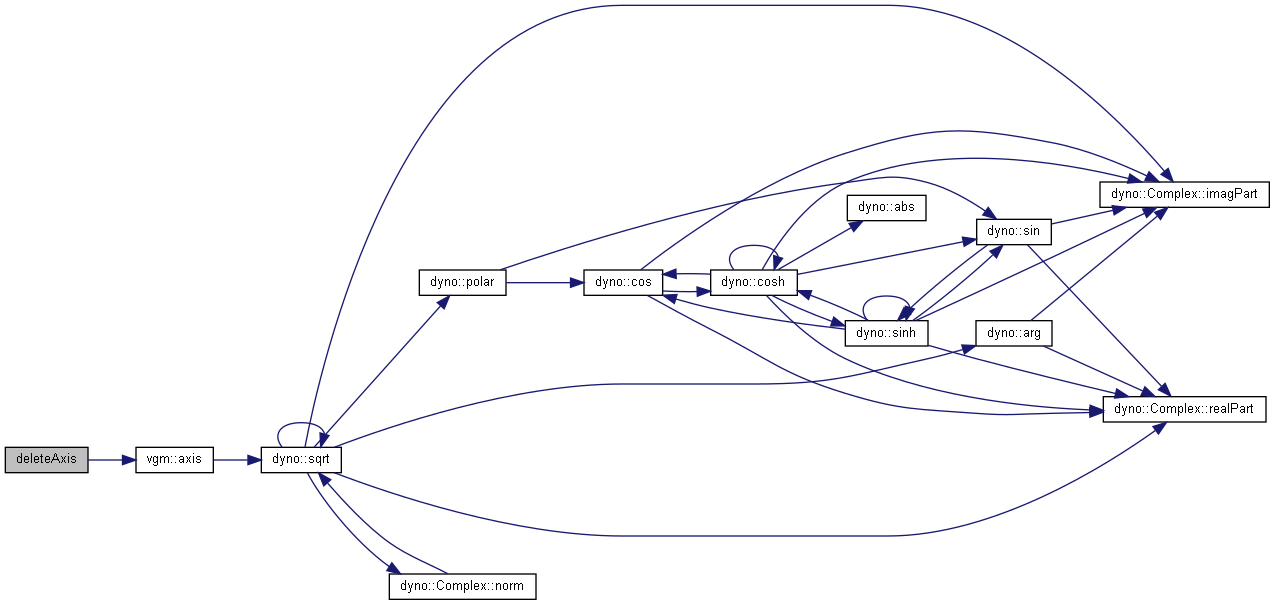 dyno::Complex::imagPart
dyno::abs
dyno::sin
dyno::polar
dyno::cos
dyno::cosh
dyno::sinh
dyno::arg
dyno::Complex::realPart
deleteAxis
vgm::axis
dyno::sqrt
dyno::Complex::norm